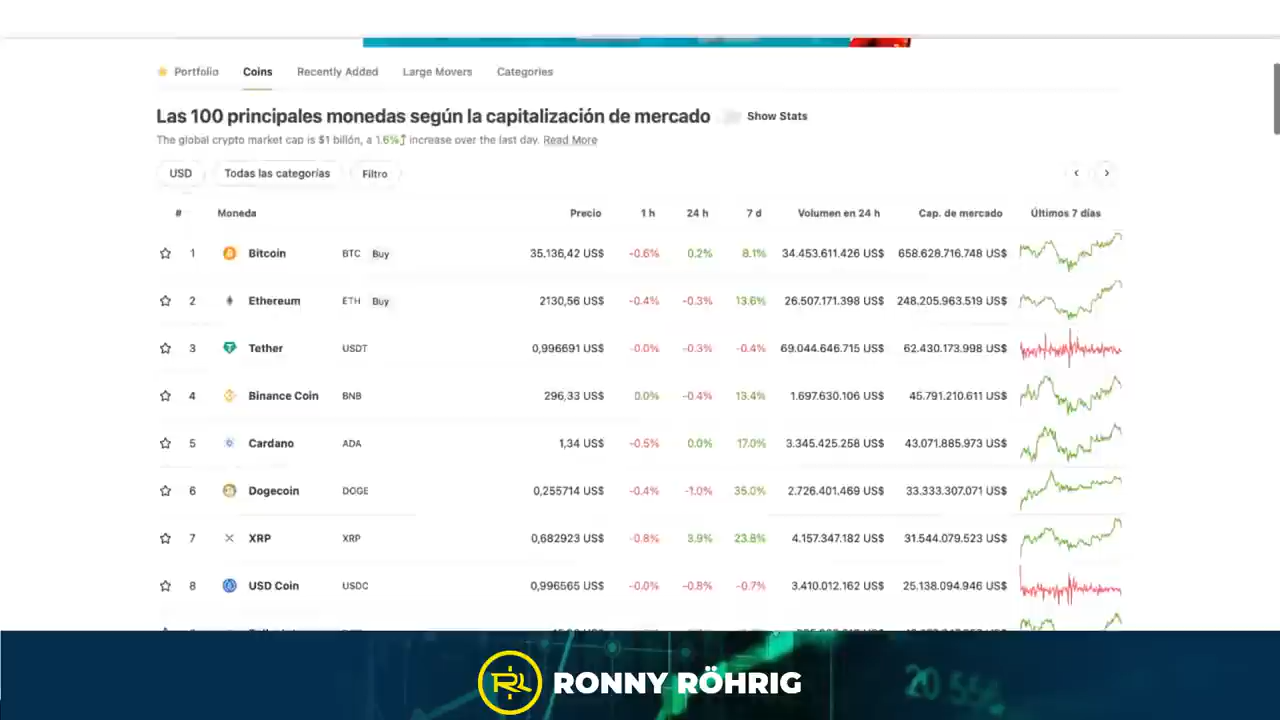 Portfolio Coins Recently Added Large Movers Categories
Las 100 principales monedas según la capitalización de mercado Show Stats
The global crypto market cap is $1 billón, a 1.6% increase over the last day. Read More
USD Todas las categorías Filtro
# Moneda Precio 1 h 24 h 7 d Volumen en 24 h Cap. de mercado Últimos 7 días
1 Bitcoin BTC Buy 35.136,42 US$ -0.6% 0.2% 8.1% 34.453.611.426 US$ 658.628.716.748 US$
2 Ethereum ETH Buy 2130,56 US$ -0.4% -0.3% 13.6% 26.507.171.398 US$ 248.205.963.519 US$
3 Tether USDT 0,996691 US$ -0.0% -0.3% -0.4% 69.044.646.715 US$ 62.430.173.998 US$
4 Binance Coin BNB 296,33 US$ 0.0% -0.4% 13.4% 1.697.630.106 US$ 45.791.210.611 US$
5 Cardano ADA 1,34 US$ -0.5% 0.0% 17.0% 3.345.425.258 US$ 43.071.885.973 US$
6 Dogecoin DOGE 0,255714 US$ -0.4% -1.0% 35.0% 2.726.401.469 US$ 33.333.307.071 US$
7 XRP XRP 0,682923 US$ -0.8% 3.9% 23.8% 4.157.347.182 US$ 31.544.079.523 US$
8 USD Coin USDC 0,996565 US$ -0.0% -0.8% -0.7% 3.410.012.162 US$ 25.138.094.946 US$
RONNY RÖHRIG